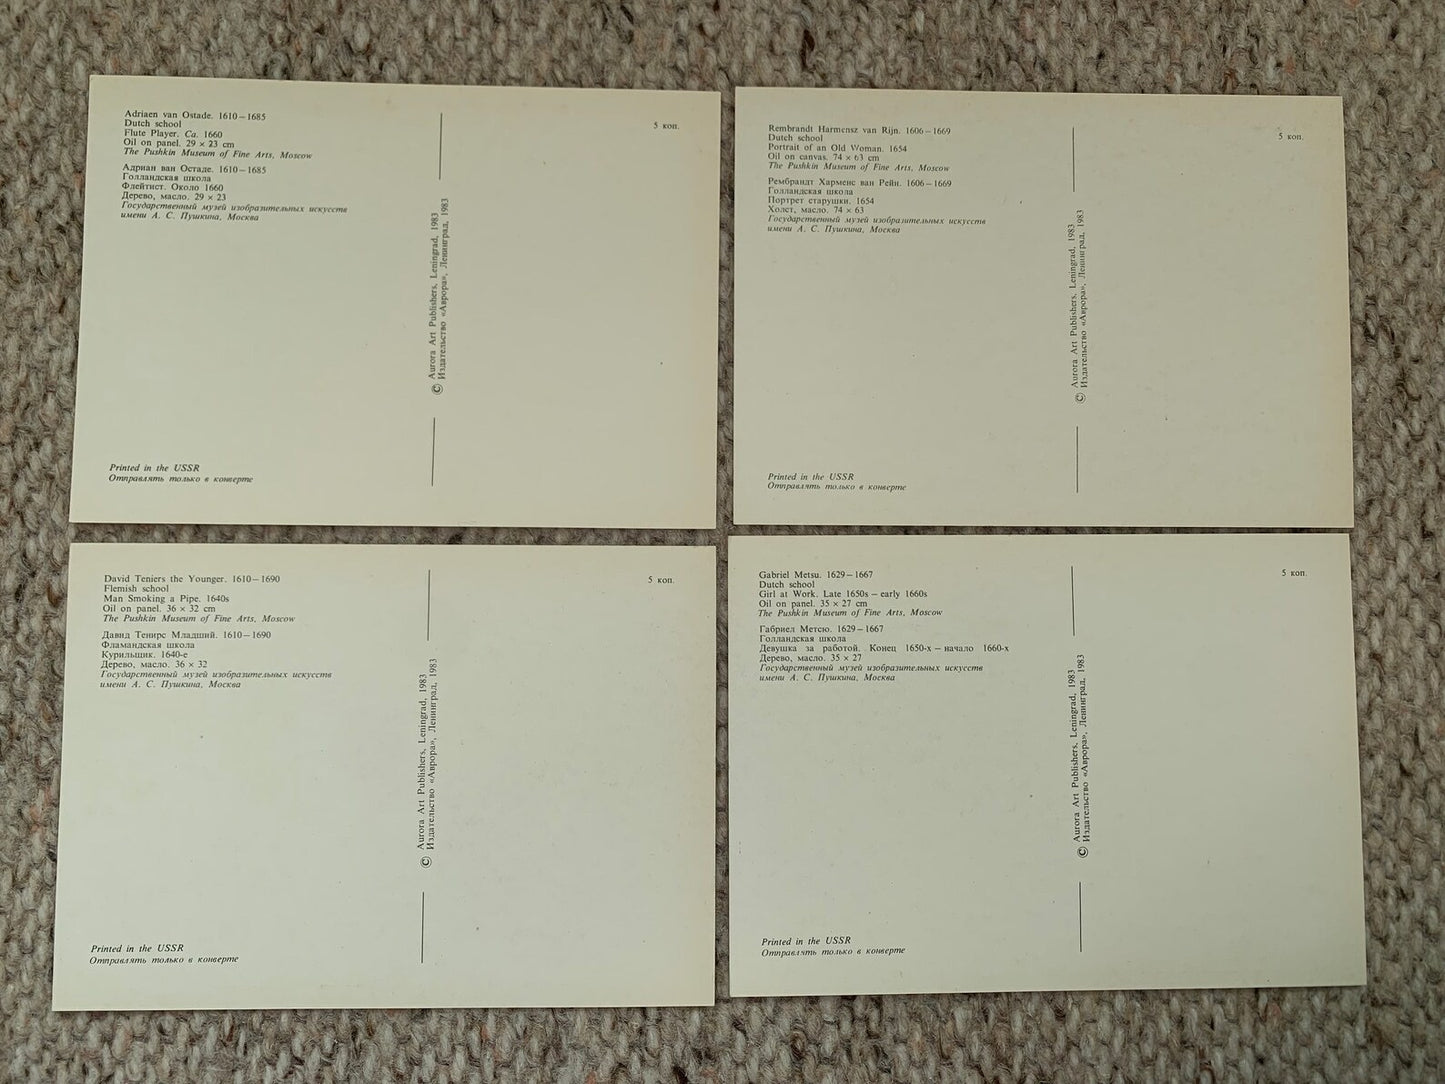 Adriaen van Ostade. 1610–1685
Dutch school
Flute Player. Ca. 1660
Oil on panel. 29 × 23 cm
The Pushkin Museum of Fine Arts, Moscow
Адриан ван Остаде. 1610–1685
Голландская школа
Флейтист. Около 1660
Дерево, масло. 29 × 23
Государственный музей изобразительных искусств
имени А. С. Пушкина, Москва
Printed in the USSR
Отправлять только в конверте
© Aurora Art Publishers, Leningrad, 1983
Издательство «Аврора», Ленинград, 1983
5 коп.
Rembrandt Harmensz van Rijn. 1606–1669
Dutch school
Portrait of an Old Woman. 1654
Oil on canvas. 74 × 63 cm
The Pushkin Museum of Fine Arts, Moscow
Рембрандт Харменс ван Рейн. 1606–1669
Голландская школа
Портрет старушки. 1654
Холст, масло. 74 × 63
Государственный музей изобразительных искусств
имени А. С. Пушкина, Москва
Printed in the USSR
Отправлять только в конверте
© Aurora Art Publishers, Leningrad, 1983
Издательство «Аврора», Ленинград, 1983
5 коп.
David Teniers the Younger. 1610–1690
Flemish school
Man Smoking a Pipe. 1640s
Oil on panel. 36 × 32 cm
The Pushkin Museum of Fine Arts, Moscow
Давид Тенирс Младший. 1610–1690
Фламандская школа
Курильщик. 1640-е
Дерево, масло. 36 × 32
Государственный музей изобразительных искусств
имени А. С. Пушкина, Москва
Printed in the USSR
Отправлять только в конверте
© Aurora Art Publishers, Leningrad, 1983
Издательство «Аврора», Ленинград, 1983
5 коп.
Gabriel Metsu. 1629–1667
Dutch school
Girl at Work. Late 1650s – early 1660s
Oil on panel. 35 × 27 cm
The Pushkin Museum of Fine Arts, Moscow
Габриел Метсю. 1629–1667
Голландская школа
Девушка за работой. Конец 1650-х – начало 1660-х
Дерево, масло. 35 × 27
Государственный музей изобразительных искусств
имени А. С. Пушкина, Москва
Printed in the USSR
Отправлять только в конверте
© Aurora Art Publishers, Leningrad, 1983
Издательство «Аврора», Ленинград, 1983
5 коп.